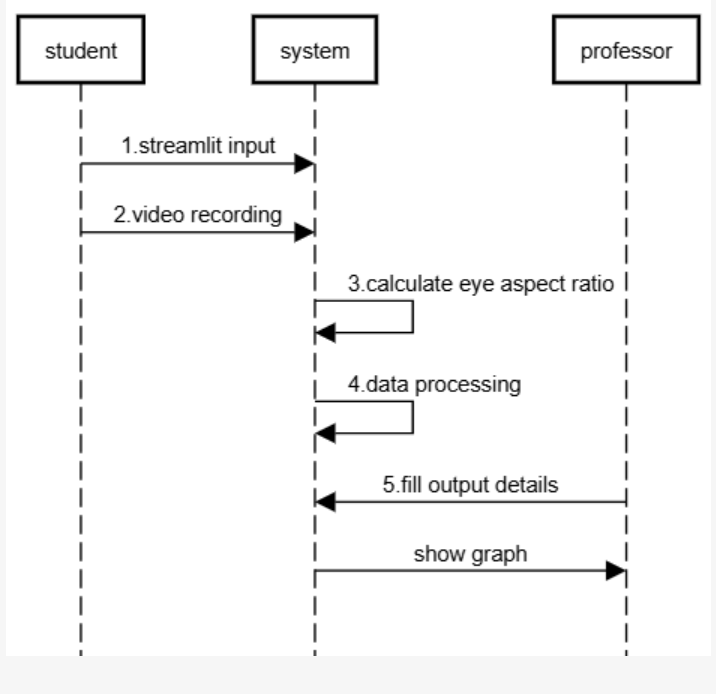 student
system
professor
1.streamlit input
2.video recording
3.calculate eye aspect ratio
4.data processing
5.fill output details
show graph